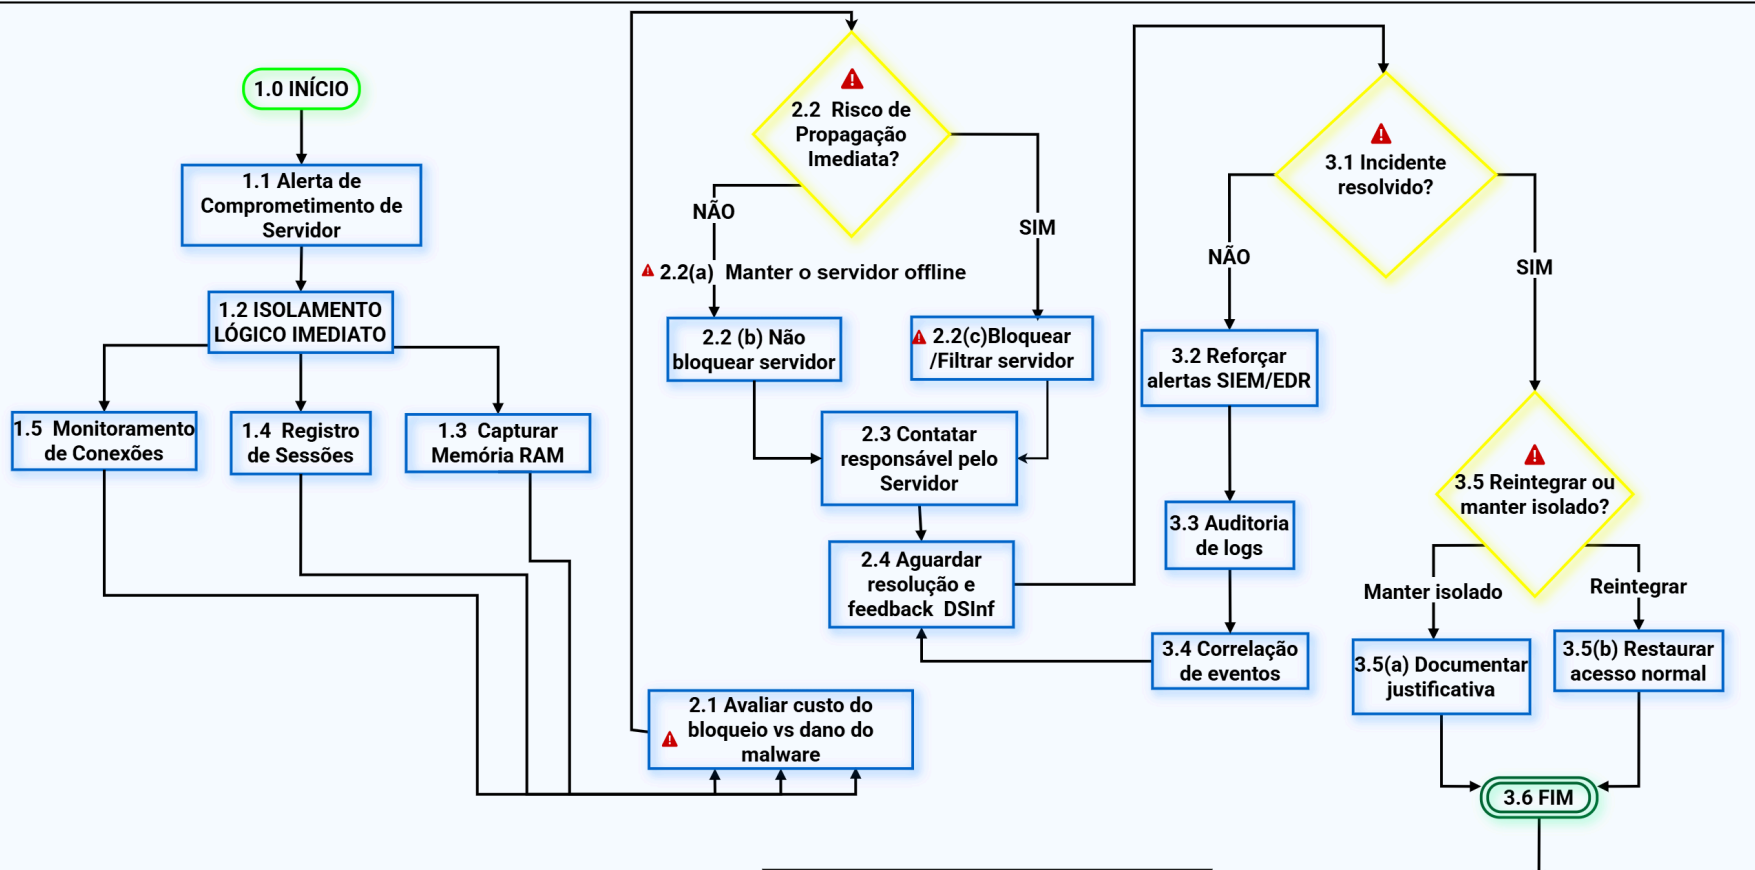 1.0 INÍCIO
1.1 Alerta de
Comprometimento de
Servidor
1.2 ISOLAMENTO
LÓGICO IMEDIATO
1.5 Monitoramento
de Conexões
1.4 Registro
de Sessões
1.3 Capturar
Memória RAM
2.1 Avaliar custo do
bloqueio vs dano do
malware
2.2 Risco de
Propagação
Imediata?
NÃO
SIM
2.2(a) Manter o servidor offline
2.2 (b) Não
bloquear servidor
2.2(c)Bloquear
/Filtrar servidor
2.3 Contatar
responsável pelo
Servidor
2.4 Aguardar
resolução e
feedback DSInf
3.1 Incidente
resolvido?
NÃO
SIM
3.2 Reforçar
alertas SIEM/EDR
3.3 Auditoria
de logs
3.4 Correlação
de eventos
3.5 Reintegrar ou
manter isolado?
Manter isolado
Reintegrar
3.5(a) Documentar
justificativa
3.5(b) Restaurar
acesso normal
3.6 FIM